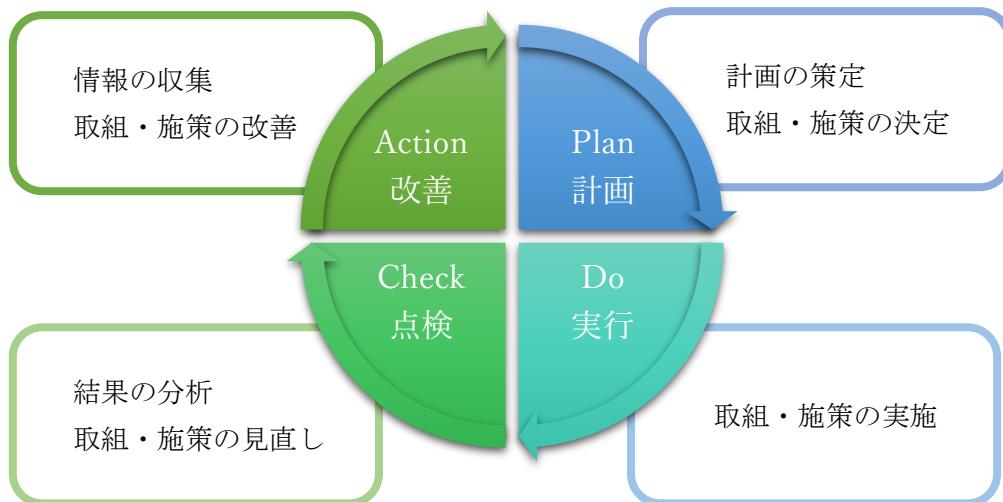 情報の収集
取組・施策の改善
Action
改善
Plan
計画
計画の策定
取組・施策の決定
Check
点検
Do
実行
結果の分析
取組・施策の見直し
取組・施策の実施